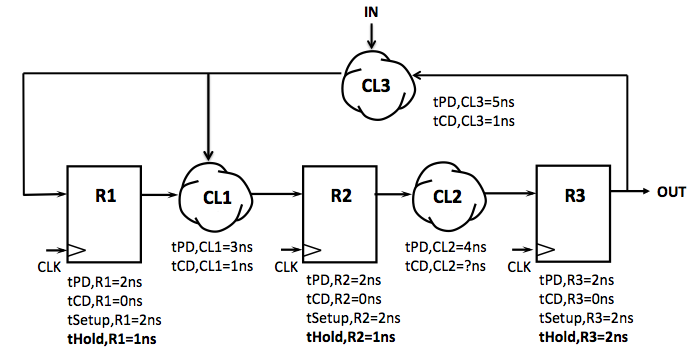 IN
CL3
tPD,CL3=5ns
tCD,CL3=1ns
R1
CL1
R2
CL2
R3
OUT
CLK
tPD,CL1=3ns
tCD,CL1=1ns
CLK
tPD,CL2=4ns
tCD,CL2=?ns
CLK
tPD,R1=2ns
tCD,R1=0ns
tSetup,R1=2ns
tHold,R1=1ns
tPD,R2=2ns
tCD,R2=0ns
tSetup,R2=2ns
tHold,R2=1ns
tPD,R3=2ns
tCD,R3=0ns
tSetup,R3=2ns
tHold,R3=2ns